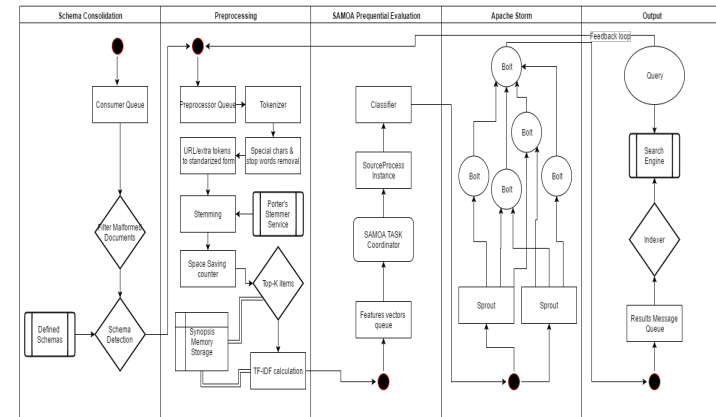 Schema Consolidation
Preprocessing
SAMOA Prequential Evaluation
Apache Storm
Output
Consumer Queue
Filter Malformed
Documents
Defined
Schemas
Schema
Detection
Preprocessor Queue
Tokenizer
URL/extra tokens
to standarized form
Special chars &
stop words removal
Stemming
Porter's
Stemmer
Service
Space Saving
counter
Top-K items
Synopsis
Memory
Storage
TF-IDF calculation
Classifier
SourceProcess
Instance
SAMOA TASK
Coordinator
Features vectors
queue
Bolt
Bolt
Bolt
Bolt
Bolt
Sprout
Sprout
Feedback loop
Query
Search
Engine
Indexer
Results Message
Queue